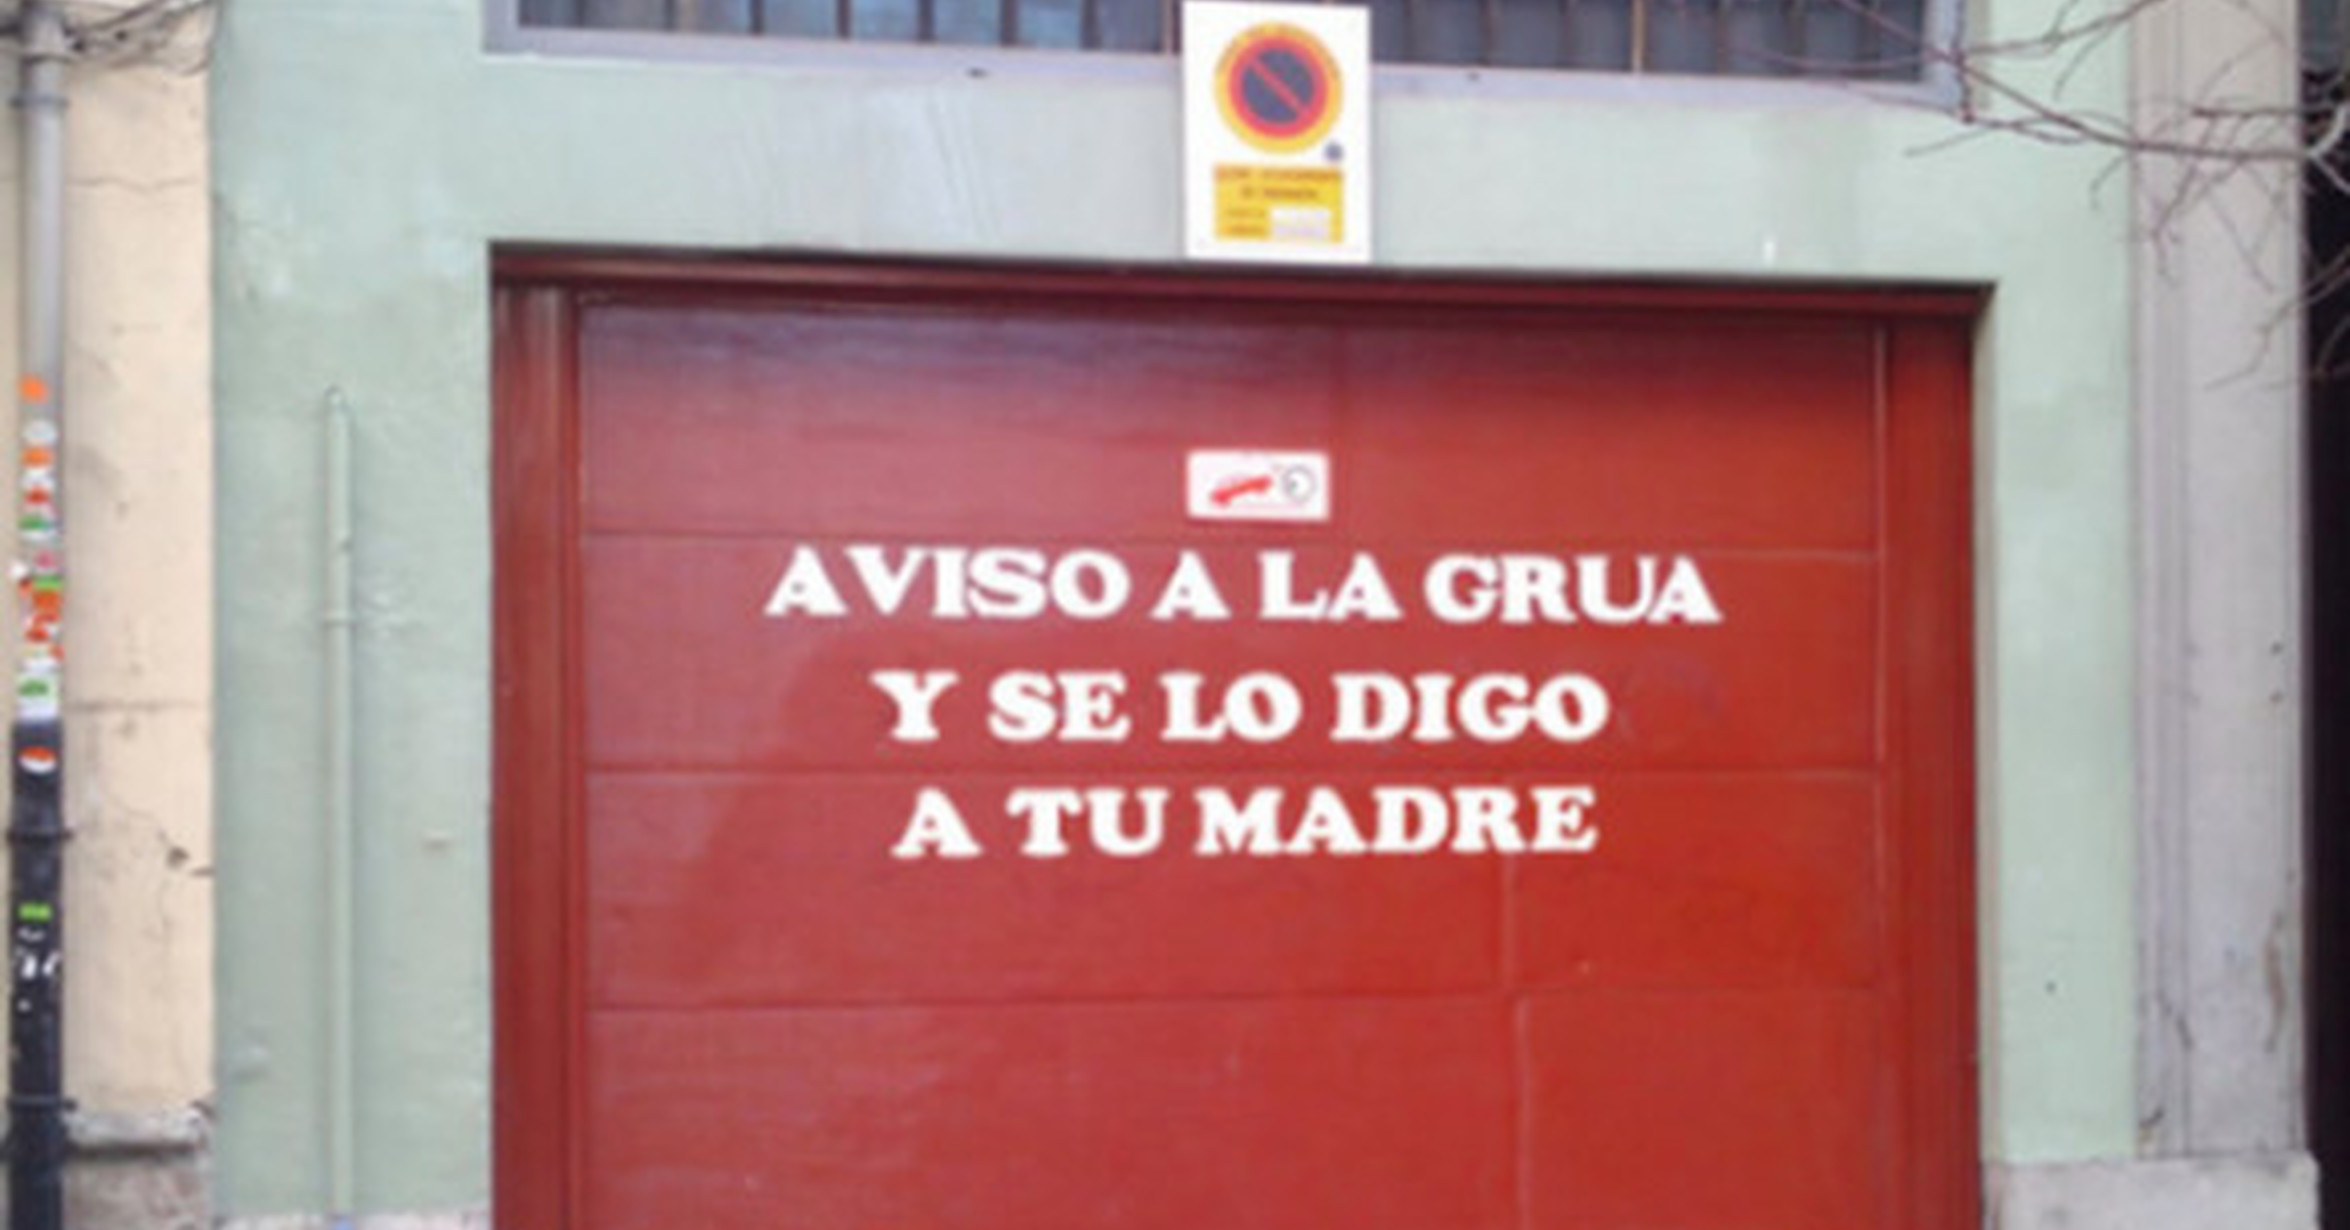 AVISO A LA GRUA
Y SE LO DIGO
A TU MADRE